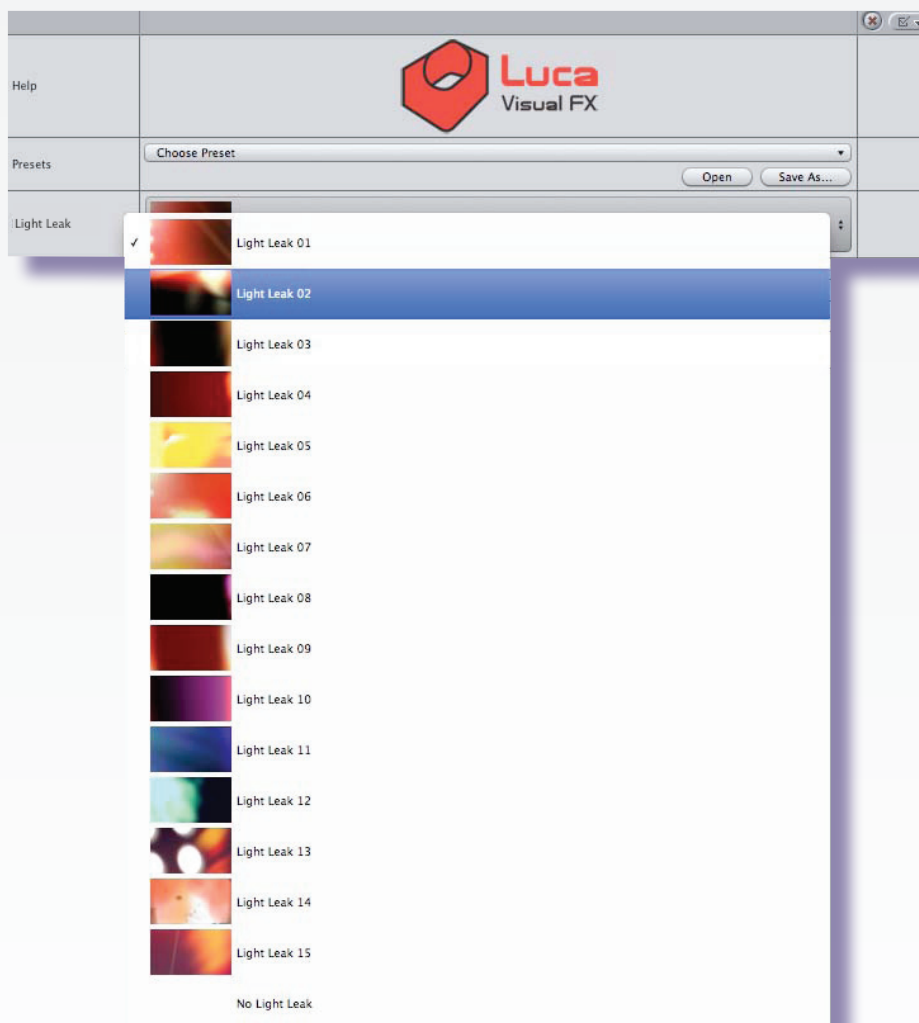 Help
Luca
Visual FX
Presets
Choose Preset
Open
Save As...
Light Leak
✓ Light Leak 01
Light Leak 02
Light Leak 03
Light Leak 04
Light Leak 05
Light Leak 06
Light Leak 07
Light Leak 08
Light Leak 09
Light Leak 10
Light Leak 11
Light Leak 12
Light Leak 13
Light Leak 14
Light Leak 15
No Light Leak